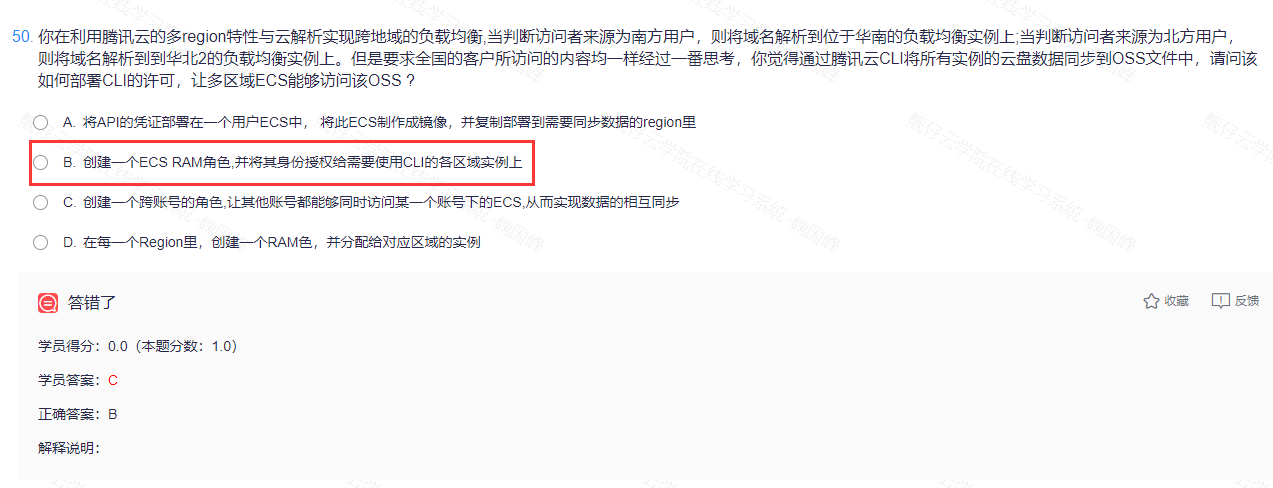 50. 你在利用腾讯云的多region特性与云解析实现跨地域的负载均衡,当判断访问者来源为南方用户，则将域名解析到位于华南的负载均衡实例上;当判断访问者来源为北方用户，
则将域名解析到到华北2的负载均衡实例上。但是要求全国的客户所访问的内容均一样经过一番思考，你觉得通过腾讯云CLI将所有实例的云盘数据同步到OSS文件中，请问该
如何部署CLI的许可，让多区域ECS能够访问该OSS？
A. 将API的凭证部署在一个用户ECS中， 将此ECS制作成镜像，并复制部署到需要同步数据的region里
B. 创建一个ECS RAM角色,并将其身份授权给需要使用CLI的各区域实例上
C. 创建一个跨账号的角色,让其他账号都能够同时访问某一个账号下的ECS,从而实现数据的相互同步
D. 在每一个Region里，创建一个RAM色，并分配给对应区域的实例
答错了
收藏 反馈
学员得分：0.0（本题分数：1.0）
学员答案：C
正确答案：B
解释说明：
靓仔云学院在线学习系统-魏国峰